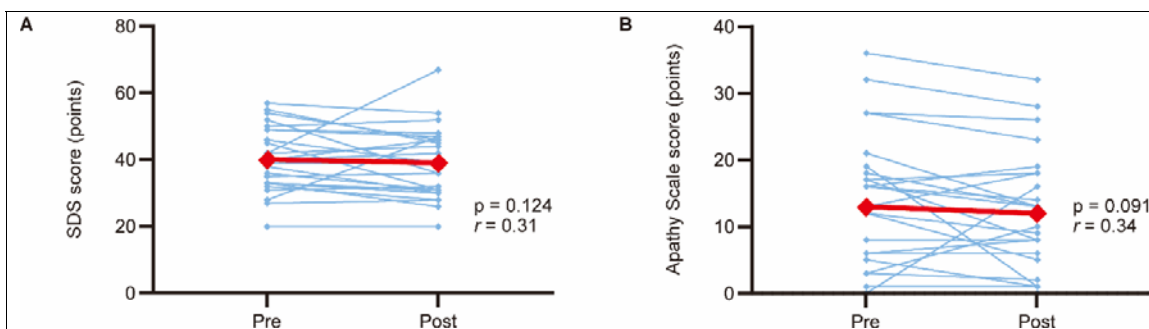 A
SDS score (points)
80
60
40
20
0
Pre
Post
p = 0.124
r = 0.31
B
Apathy Scale score (points)
40
30
20
10
0
Pre
Post
p = 0.091
r = 0.34